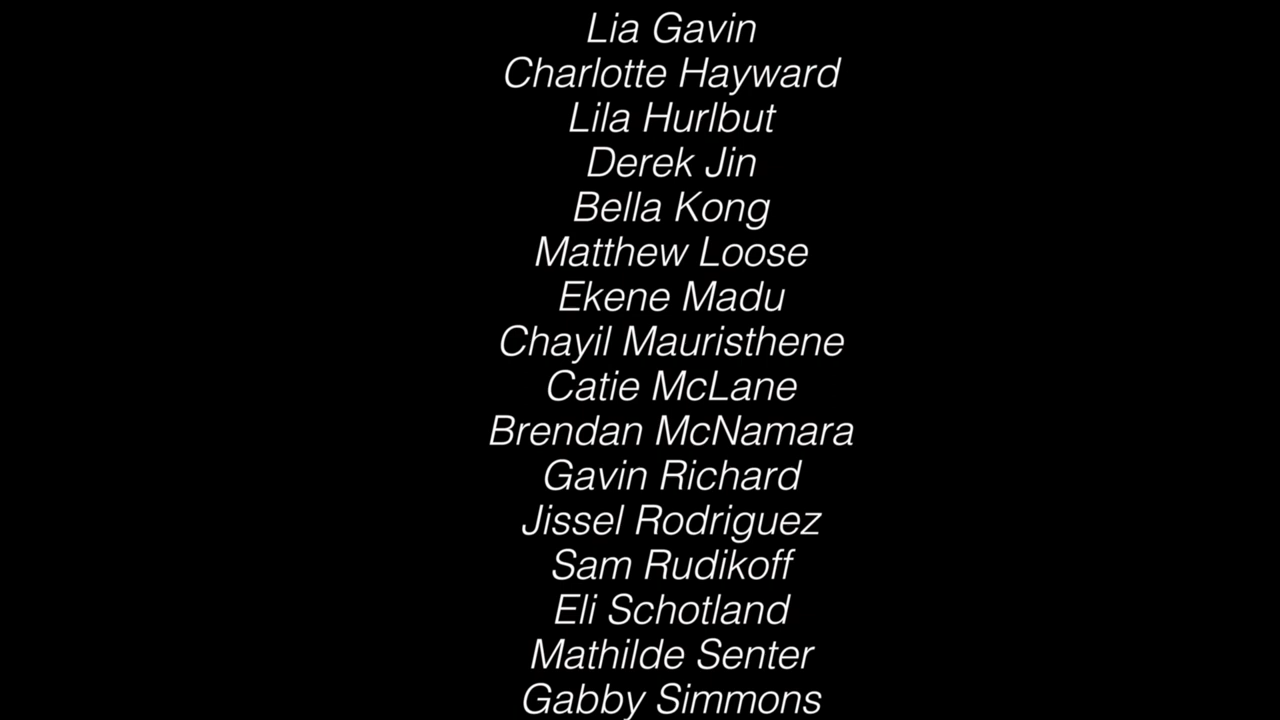 Lia Gavin
Charlotte Hayward
Lila Hurlbut
Derek Jin
Bella Kong
Matthew Loose
Ekene Madu
Chayil Mauristhene
Catie McLane
Brendan McNamara
Gavin Richard
Jissel Rodriguez
Sam Rudikoff
Eli Schotland
Mathilde Senter
Gabby Simmons